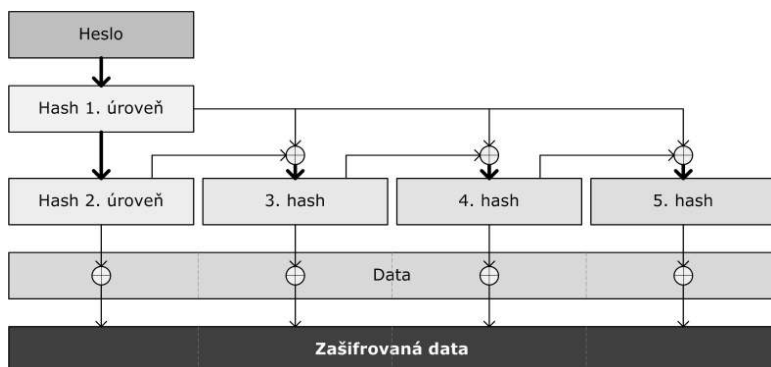 Heslo
Hash 1. úroveň
Hash 2. úroveň
3. hash
4. hash
5. hash
Data
Zašifrovaná data